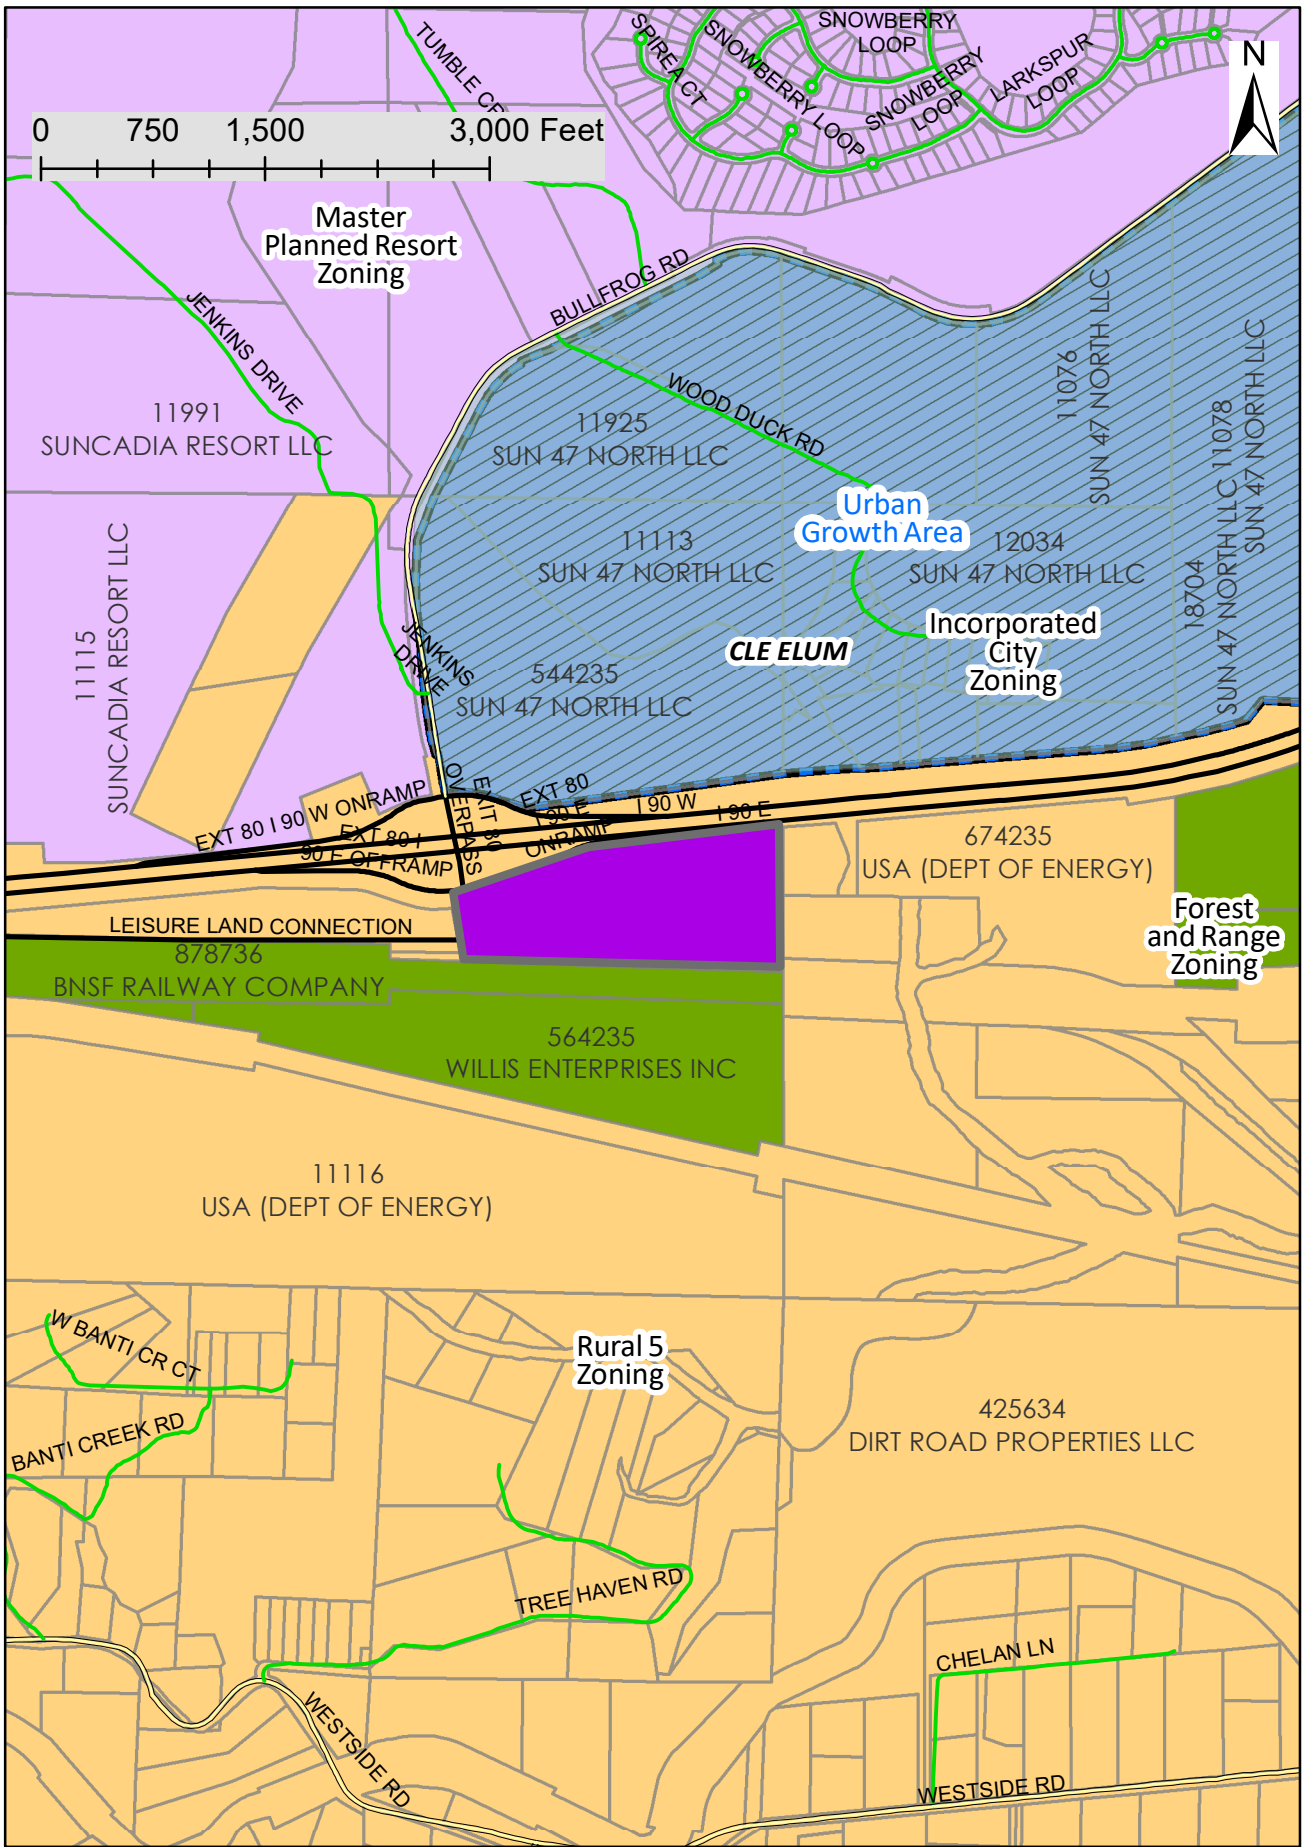 SNOWBERRY
LOOP
SPIREACT
SNOWBERRY LOOP
SNOWBERRY
LOOP
LARKSPUR
LOOP
N
TUMBLE CR
0 750 1,500 3,000 Feet
Master
Planned Resort
Zoning
BULLFROG RD
JENKINS DRIVE
WOOD DUCK RD
11991
SUNCADIA RESORT LLC
11925
SUN 47 NORTH LLC
11076
SUN 47 NORTH LLC
11078
SUN 47 NORTH LLC
18704
SUN 47 NORTH LLC
Urban
Growth Area
11113
SUN 47 NORTH LLC
12034
SUN 47 NORTH LLC
11115
SUNCADIA RESORT LLC
JENKINS
DRIVE
CLE ELUM
Incorporated
City
Zoning
544235
SUN 47 NORTH LLC
EXT 80 I 90 W ONRAMP
EXIT 80
OVERPASS
EXT 80
I 90 E
ONRAMP
I 90 W
I 90 E
EXT 80 I
90 E OFFRAMP
674235
USA (DEPT OF ENERGY)
LEISURE LAND CONNECTION
Forest
and Range
Zoning
878736
BNSF RAILWAY COMPANY
564235
WILLIS ENTERPRISES INC
11116
USA (DEPT OF ENERGY)
W BANTI CR CT
Rural 5
Zoning
BANTI CREEK RD
425634
DIRT ROAD PROPERTIES LLC
TREE HAVEN RD
CHELAN LN
WESTSIDE RD
WESTSIDE RD